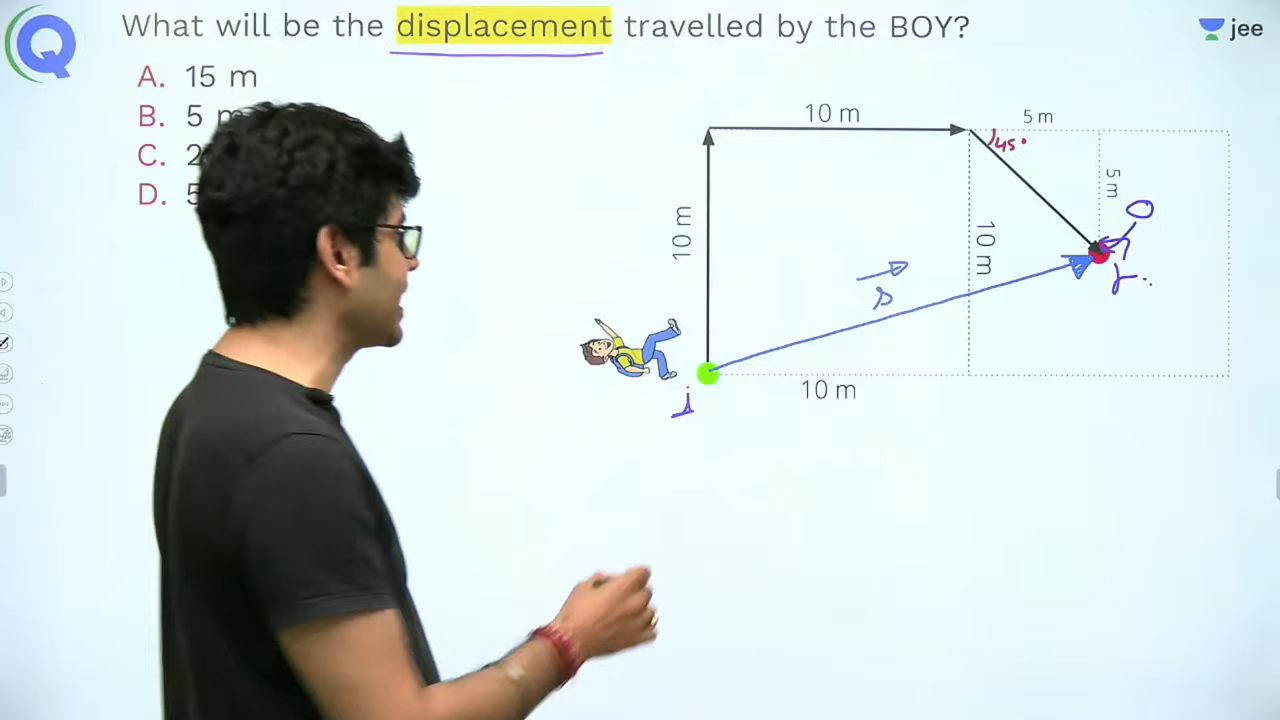 What will be the displacement travelled by the BOY?
jee
A. 15 m
B. 5
C. 2
D. 5
10 m
5 m
45°
5 m
10 m
10 m
O
s
f
i
10 m